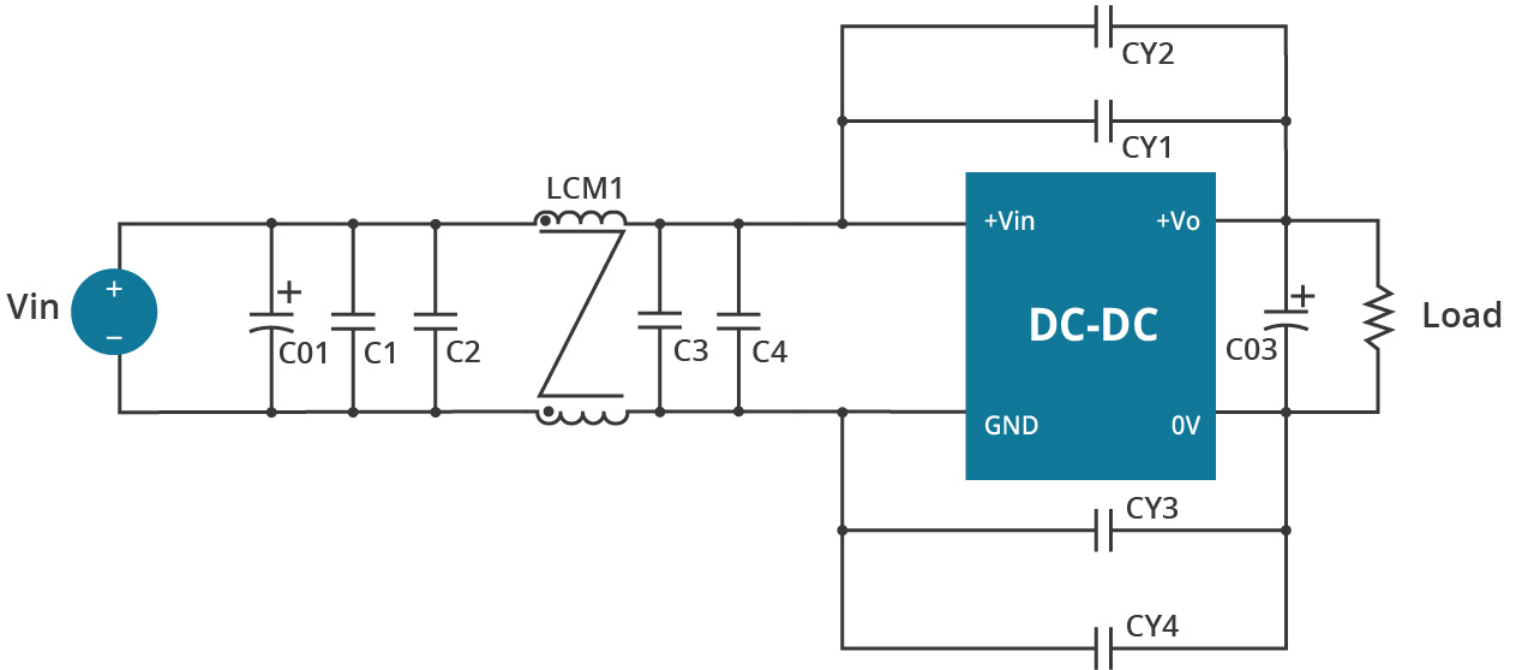 CY2
CY1
LCM1
+Vin
+Vo
Vin
+
−
+
C01
C1
C2
C3
C4
DC-DC
+
C03
Load
GND
0V
CY3
CY4